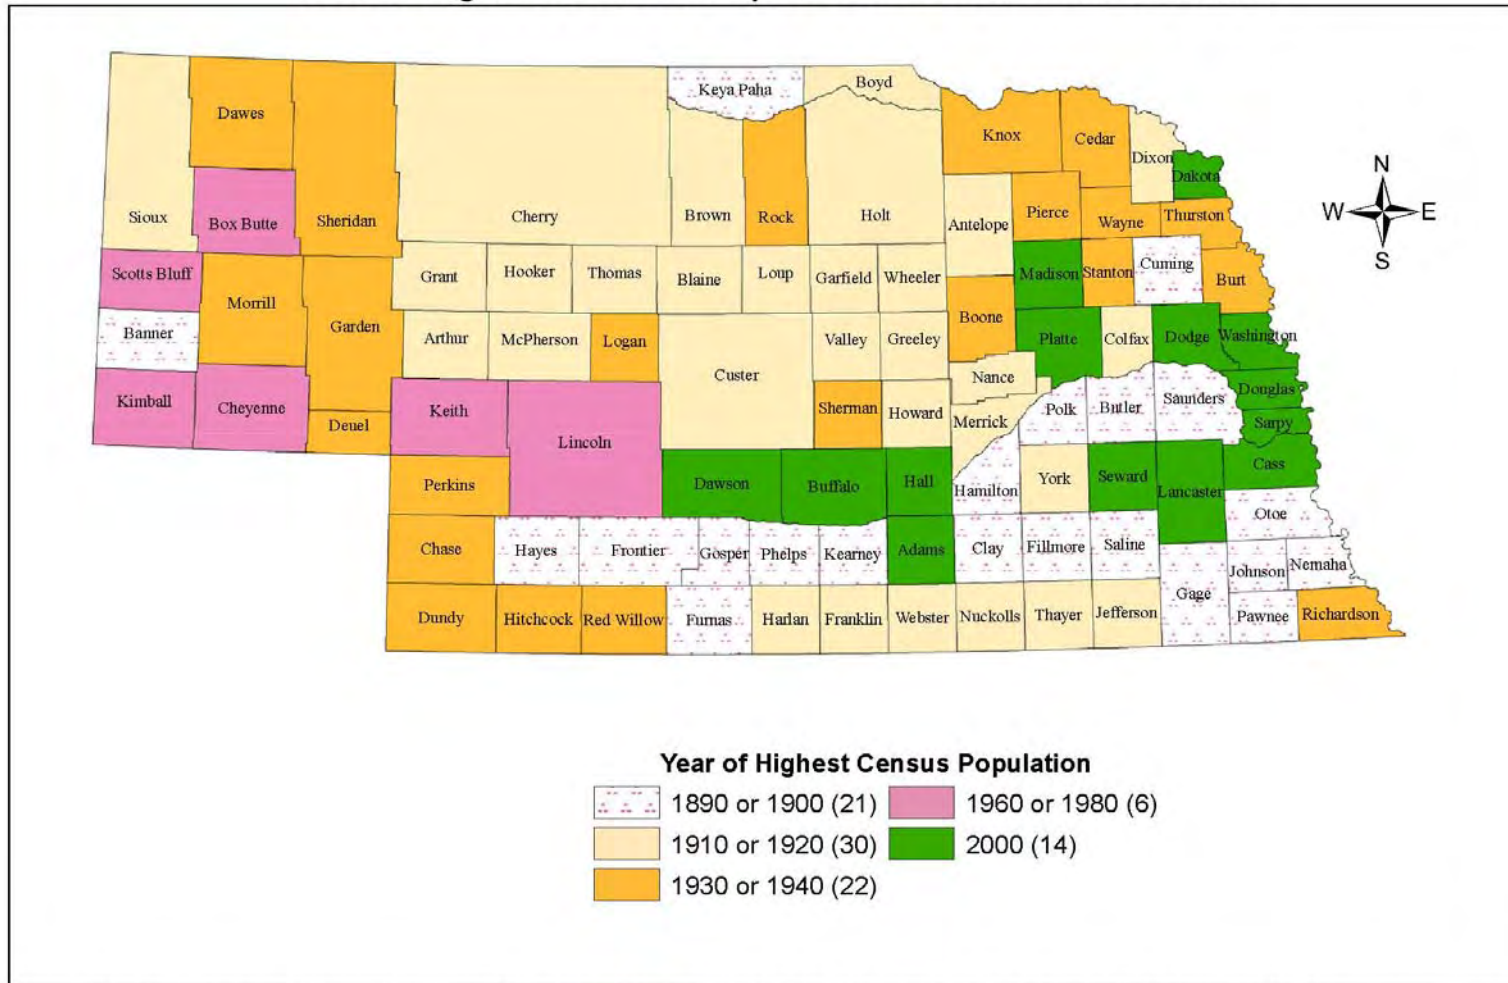 Keya Paha
Boyd
Dawes
Knox
Cedar
Dixon
Dakota
Sioux
Box Butte
Sheridan
Cherry
Brown
Rock
Holt
Antelope
Pierce
Wayne
Thurston
N
W E
S
Scotts Bluff
Morrill
Garden
Grant
Hooker
Thomas
Blaine
Loup
Garfield
Wheeler
Madison
Stanton
Cuming
Burt
Banner
Arthur
McPherson
Logan
Custer
Valley
Greeley
Boone
Platte
Colfax
Dodge
Washington
Nance
Kimball
Cheyenne
Deuel
Keith
Lincoln
Sherman
Howard
Merrick
Polk
Butler
Saunders
Douglas
Sarpy
Perkins
Dawson
Buffalo
Hall
Hamilton
York
Seward
Lancaster
Cass
Otoe
Chase
Hayes
Frontier
Gosper
Phelps
Kearney
Adams
Clay
Fillmore
Saline
Johnson
Nemaha
Gage
Pawnee
Richardson
Dundy
Hitchcock
Red Willow
Furnas
Harlan
Franklin
Webster
Nuckolls
Thayer
Jefferson
Year of Highest Census Population
1890 or 1900 (21)
1960 or 1980 (6)
1910 or 1920 (30)
2000 (14)
1930 or 1940 (22)